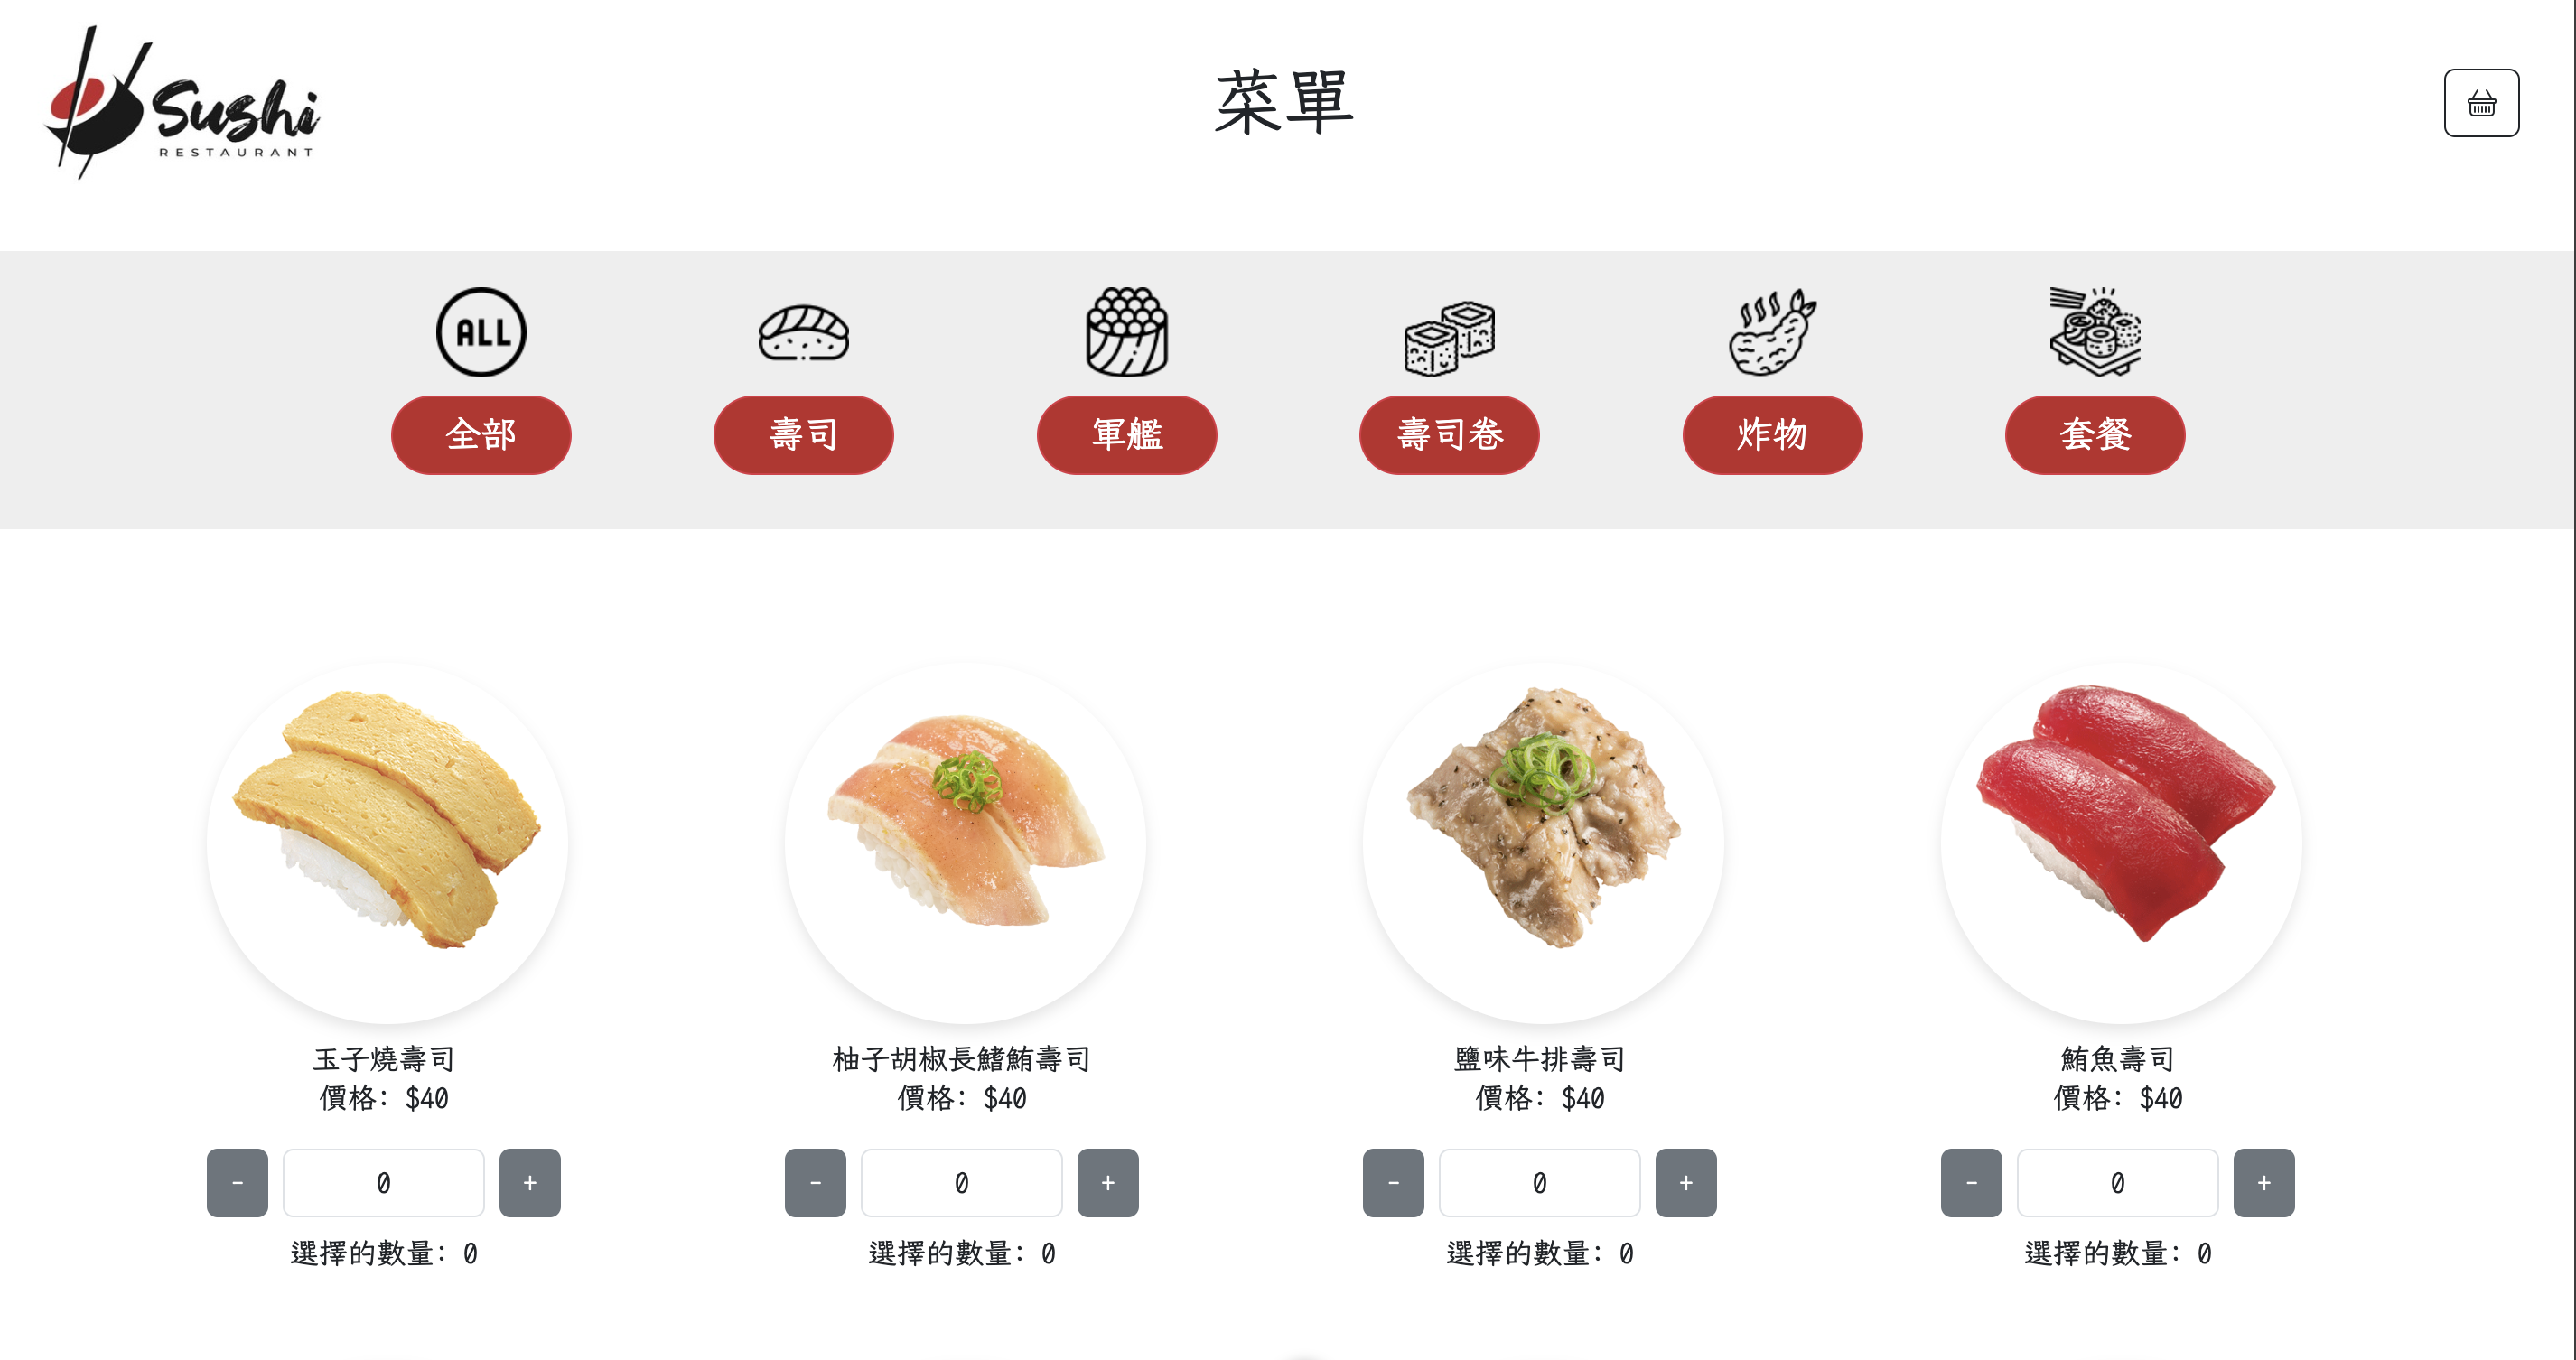 Sushi
RESTAURANT
菜單
ALL
全部
壽司
軍艦
壽司卷
炸物
套餐
玉子燒壽司
價格: $40
- 0 +
選擇的數量: 0
柚子胡椒長鰭鮪壽司
價格: $40
- 0 +
選擇的數量: 0
鹽味牛排壽司
價格: $40
- 0 +
選擇的數量: 0
鮪魚壽司
價格: $40
- 0 +
選擇的數量: 0